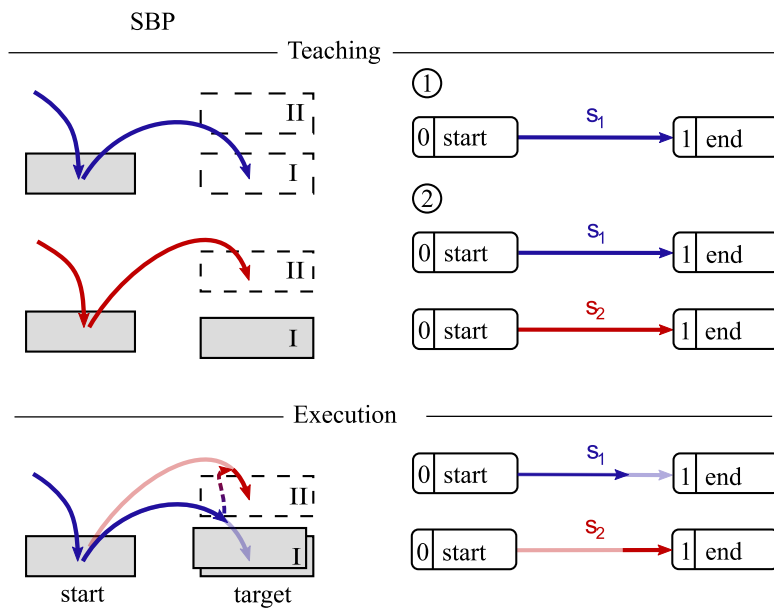 SBP
Teaching
II
I
1
0 start
s1
1 end
2
0 start
s1
1 end
II
I
0 start
s2
1 end
Execution
II
I
start
target
0 start
s1
1 end
0 start
s2
1 end